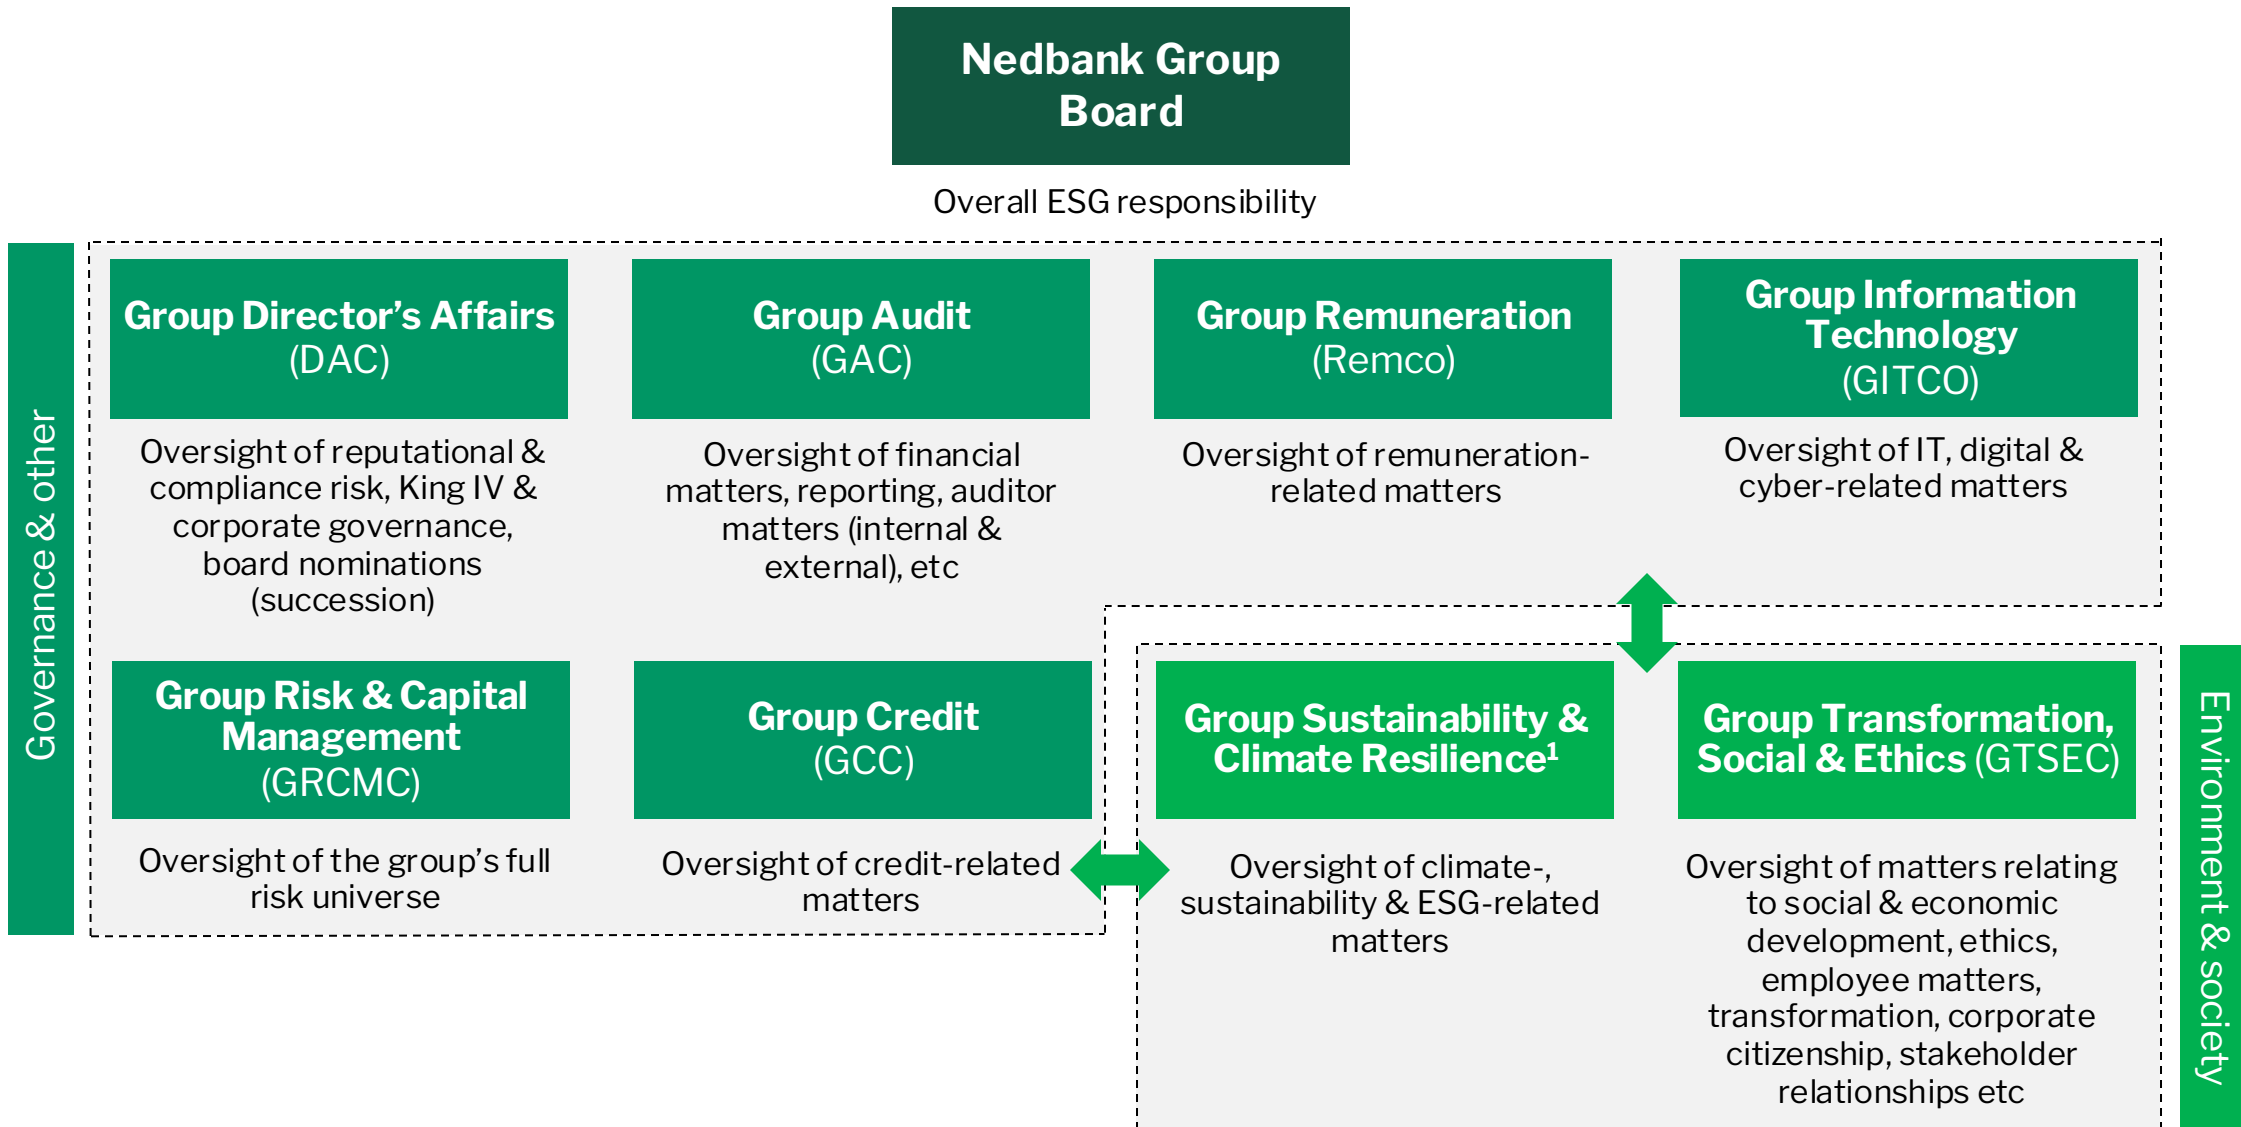 Nedbank Group
Board
Overall ESG responsibility
Governance & other
Group Director’s Affairs
(DAC)
Oversight of reputational &
compliance risk, King IV &
corporate governance,
board nominations
(succession)
Group Audit
(GAC)
Oversight of financial
matters, reporting, auditor
matters (internal &
external), etc
Group Remuneration
(Remco)
Oversight of remuneration-
related matters
Group Information
Technology
(GITCO)
Oversight of IT, digital &
cyber-related matters
Group Risk & Capital
Management
(GRCMC)
Oversight of the group’s full
risk universe
Group Credit
(GCC)
Oversight of credit-related
matters
Group Sustainability &
Climate Resilience¹
Oversight of climate-,
sustainability & ESG-related
matters
Group Transformation,
Social & Ethics (GTSEC)
Oversight of matters relating
to social & economic
development, ethics,
employee matters,
transformation, corporate
citizenship, stakeholder
relationships etc
Environment & society